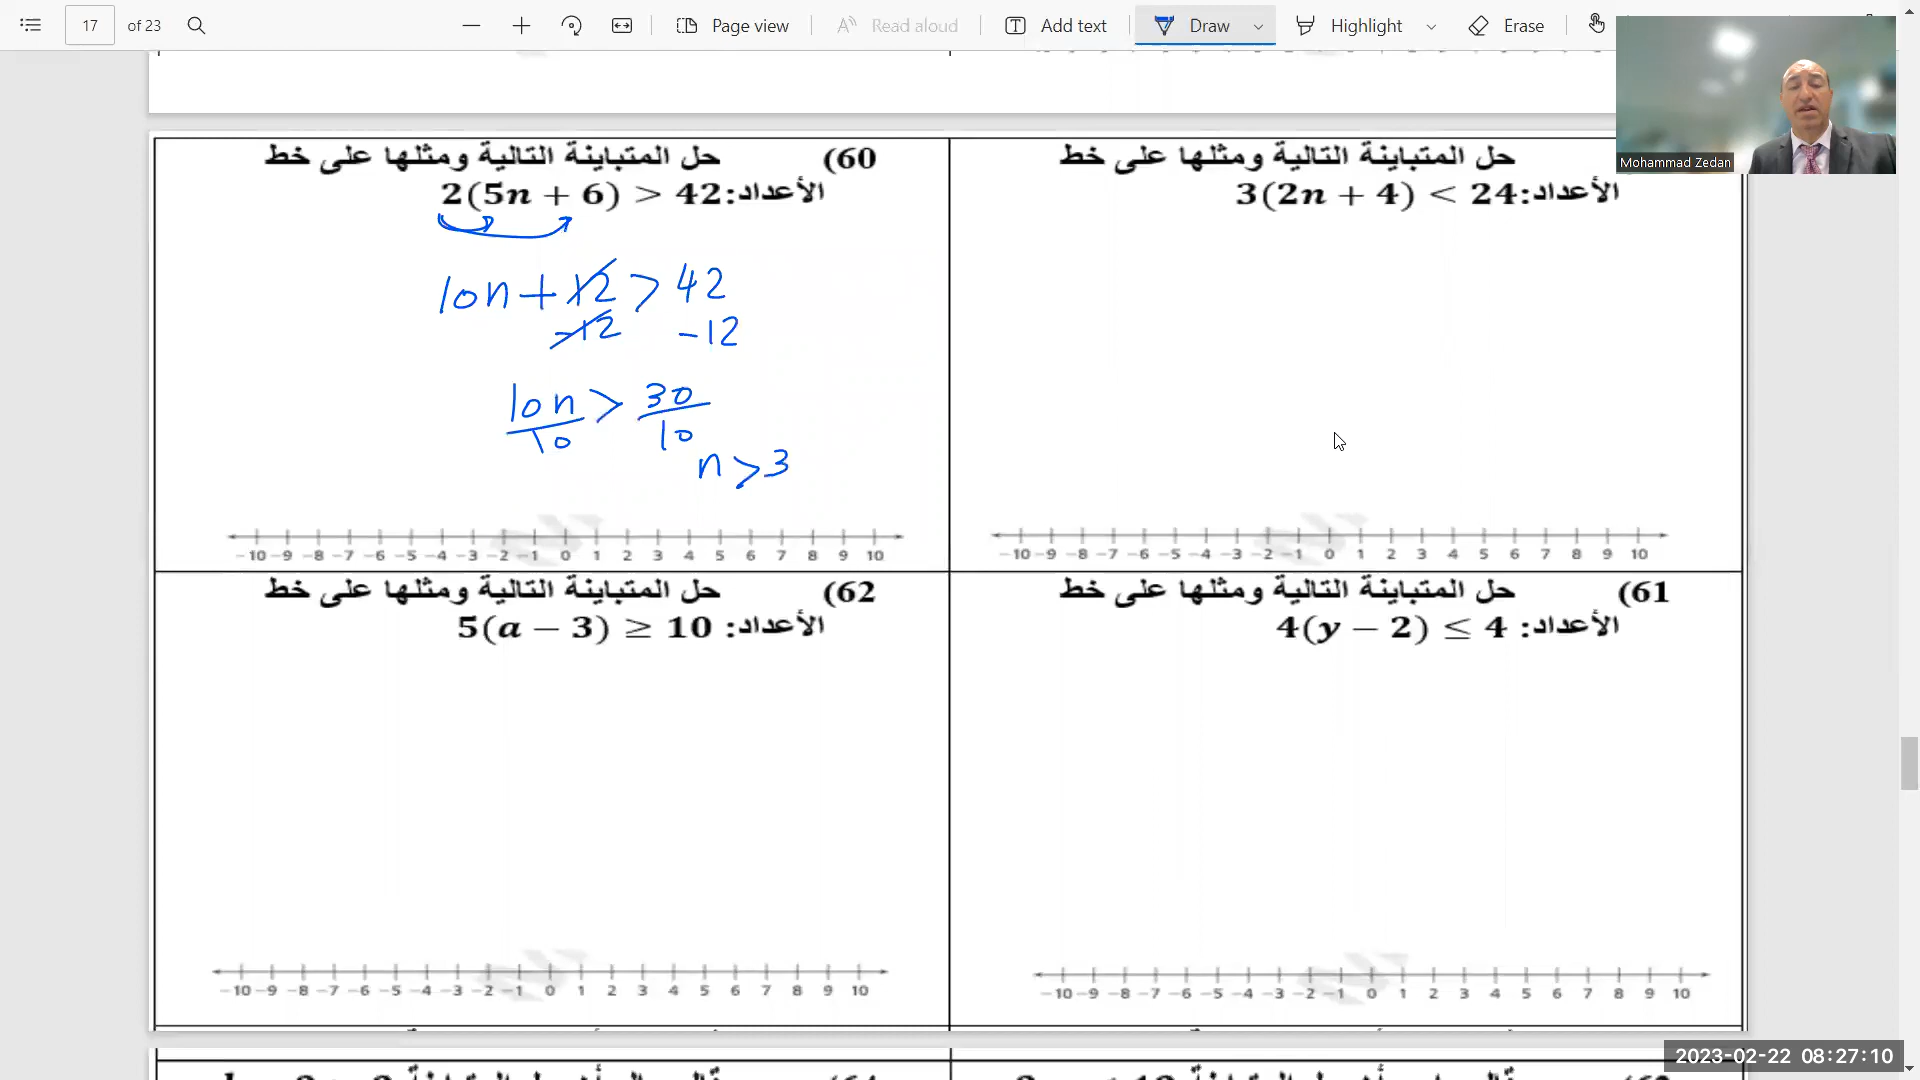 17 of 23 Page view Read aloud Add text Draw Highlight Erase
Mohammad Zedan
60) حل المتباينة التالية ومثلها على خط
الأعداد: 2(5n + 6) > 42
10n + 12 > 42
-12 -12
10n > 30
10 10
n > 3
-10 -9 -8 -7 -6 -5 -4 -3 -2 -1 0 1 2 3 4 5 6 7 8 9 10
حل المتباينة التالية ومثلها على خط
الأعداد: 3(2n + 4) < 24
-10 -9 -8 -7 -6 -5 -4 -3 -2 -1 0 1 2 3 4 5 6 7 8 9 10
62) حل المتباينة التالية ومثلها على خط
الأعداد: 5(a − 3) ≥ 10
-10 -9 -8 -7 -6 -5 -4 -3 -2 -1 0 1 2 3 4 5 6 7 8 9 10
61) حل المتباينة التالية ومثلها على خط
الأعداد: 4(y − 2) ≤ 4
-10 -9 -8 -7 -6 -5 -4 -3 -2 -1 0 1 2 3 4 5 6 7 8 9 10
2023-02-22 08:27:10